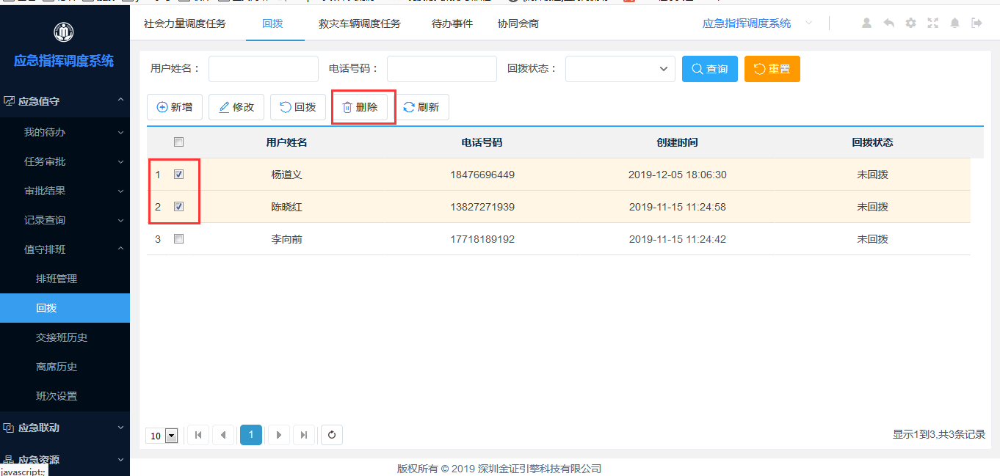 社会力量调度任务 回拨 救灾车辆调度任务 待办事件 协同会商 应急指挥调度系统
应急指挥调度系统
用户姓名： 电话号码： 回拨状态： 查询 重置
新增 修改 回拨 删除 刷新
用户姓名 电话号码 创建时间 回拨状态
1 杨道义 18476696449 2019-12-05 18:06:30 未回拨
2 陈晓红 13827271939 2019-11-15 11:24:58 未回拨
3 李向前 17718189192 2019-11-15 11:24:42 未回拨
应急值守
我的待办
任务审批
审批结果
记录查询
值守排班
排班管理
回拨
交接班历史
离席历史
班次设置
应急联动
应急资源
javascript:;
10 1 显示1到3,共3条记录
版权所有 © 2019 深圳金证引擎科技有限公司